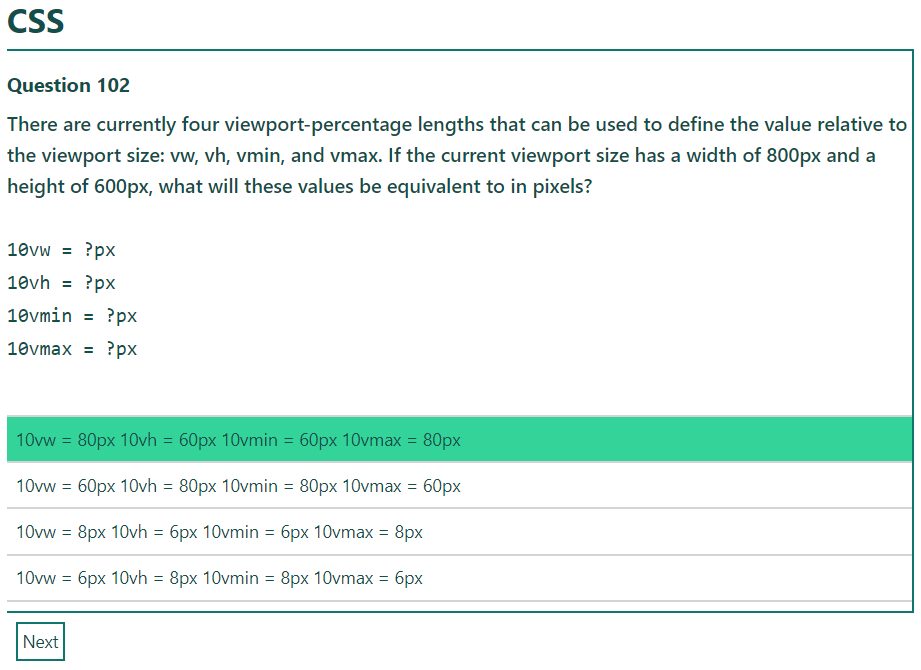 CSS
Question 102
There are currently four viewport-percentage lengths that can be used to define the value relative to
the viewport size: vw, vh, vmin, and vmax. If the current viewport size has a width of 800px and a
height of 600px, what will these values be equivalent to in pixels?
10vw = ?px
10vh = ?px
10vmin = ?px
10vmax = ?px
10vw = 80px 10vh = 60px 10vmin = 60px 10vmax = 80px
10vw = 60px 10vh = 80px 10vmin = 80px 10vmax = 60px
10vw = 8px 10vh = 6px 10vmin = 6px 10vmax = 8px
10vw = 6px 10vh = 8px 10vmin = 8px 10vmax = 6px
Next